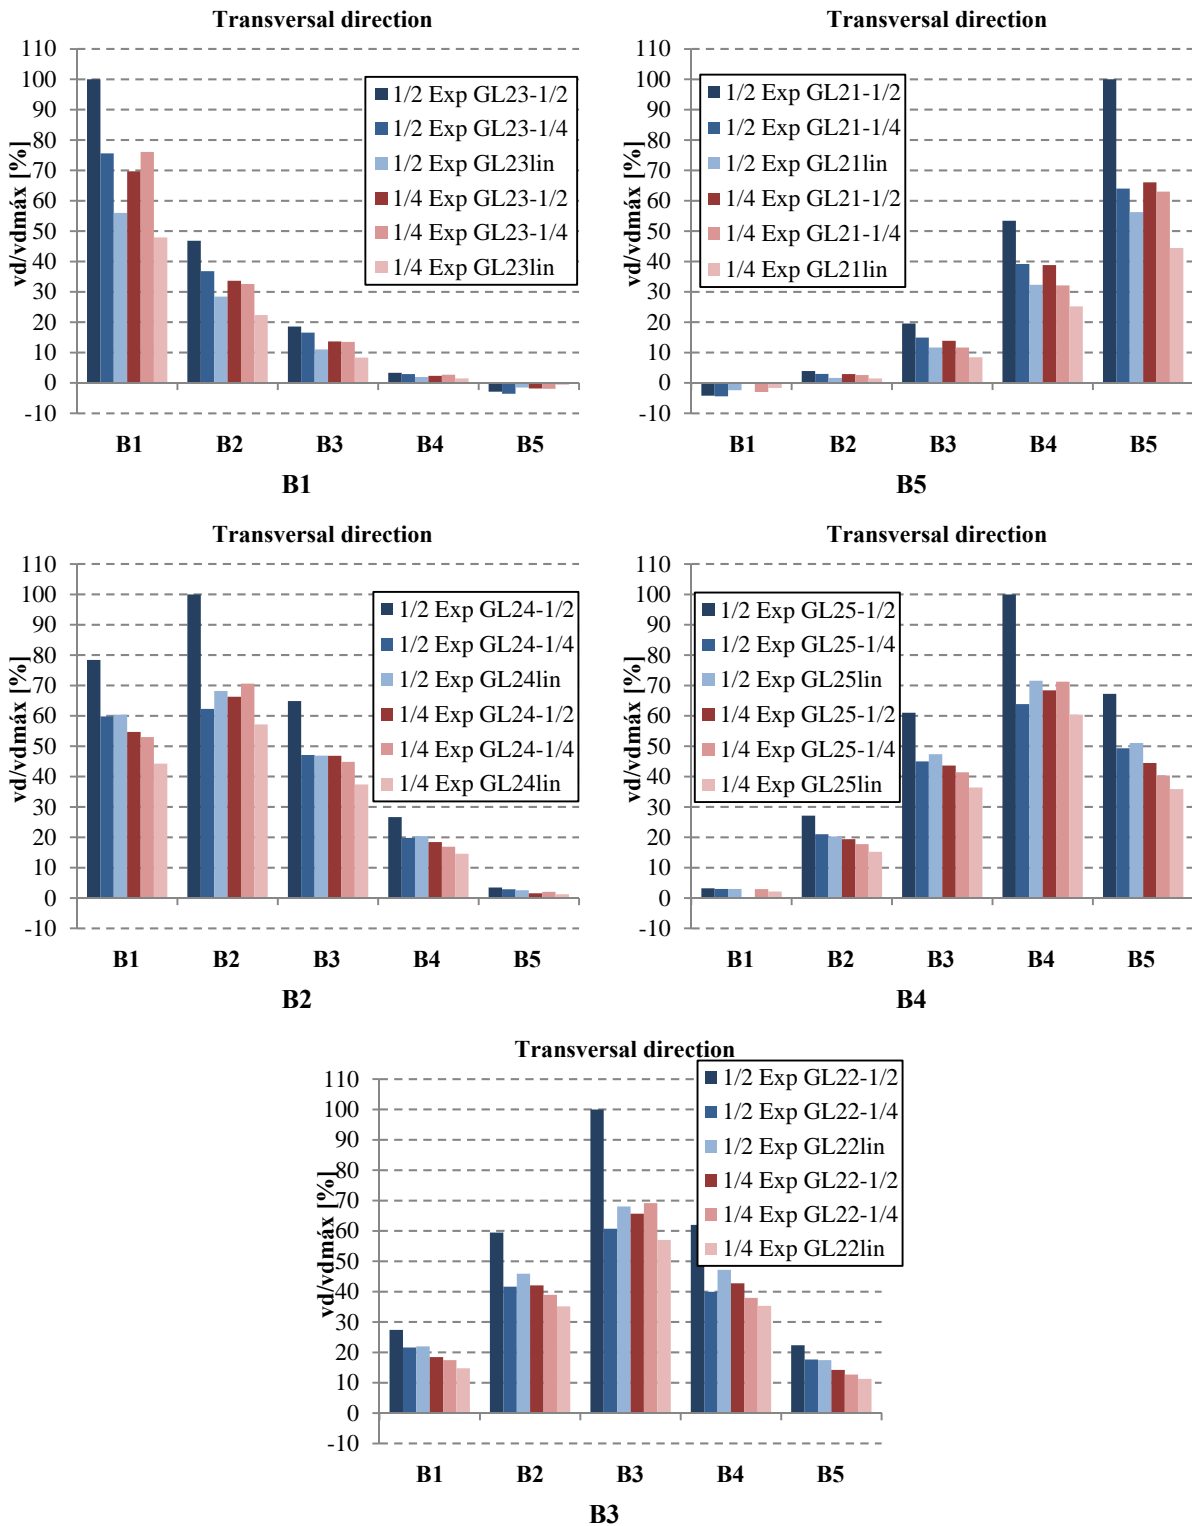 Transversal direction
vd/vdmáx [%]
110
100
90
80
70
60
50
40
30
20
10
0
-10
1/2 Exp GL23-1/2
1/2 Exp GL23-1/4
1/2 Exp GL23lin
1/4 Exp GL23-1/2
1/4 Exp GL23-1/4
1/4 Exp GL23lin
B1 B2 B3 B4 B5
B1
Transversal direction
vd/vdmáx [%]
110
100
90
80
70
60
50
40
30
20
10
0
-10
1/2 Exp GL21-1/2
1/2 Exp GL21-1/4
1/2 Exp GL21lin
1/4 Exp GL21-1/2
1/4 Exp GL21-1/4
1/4 Exp GL21lin
B1 B2 B3 B4 B5
B5
Transversal direction
vd/vdmáx [%]
110
100
90
80
70
60
50
40
30
20
10
0
-10
1/2 Exp GL24-1/2
1/2 Exp GL24-1/4
1/2 Exp GL24lin
1/4 Exp GL24-1/2
1/4 Exp GL24-1/4
1/4 Exp GL24lin
B1 B2 B3 B4 B5
B2
Transversal direction
vd/vdmáx [%]
110
100
90
80
70
60
50
40
30
20
10
0
-10
1/2 Exp GL25-1/2
1/2 Exp GL25-1/4
1/2 Exp GL25lin
1/4 Exp GL25-1/2
1/4 Exp GL25-1/4
1/4 Exp GL25lin
B1 B2 B3 B4 B5
B4
Transversal direction
vd/vdmáx [%]
110
100
90
80
70
60
50
40
30
20
10
0
-10
1/2 Exp GL22-1/2
1/2 Exp GL22-1/4
1/2 Exp GL22lin
1/4 Exp GL22-1/2
1/4 Exp GL22-1/4
1/4 Exp GL22lin
B1 B2 B3 B4 B5
B3